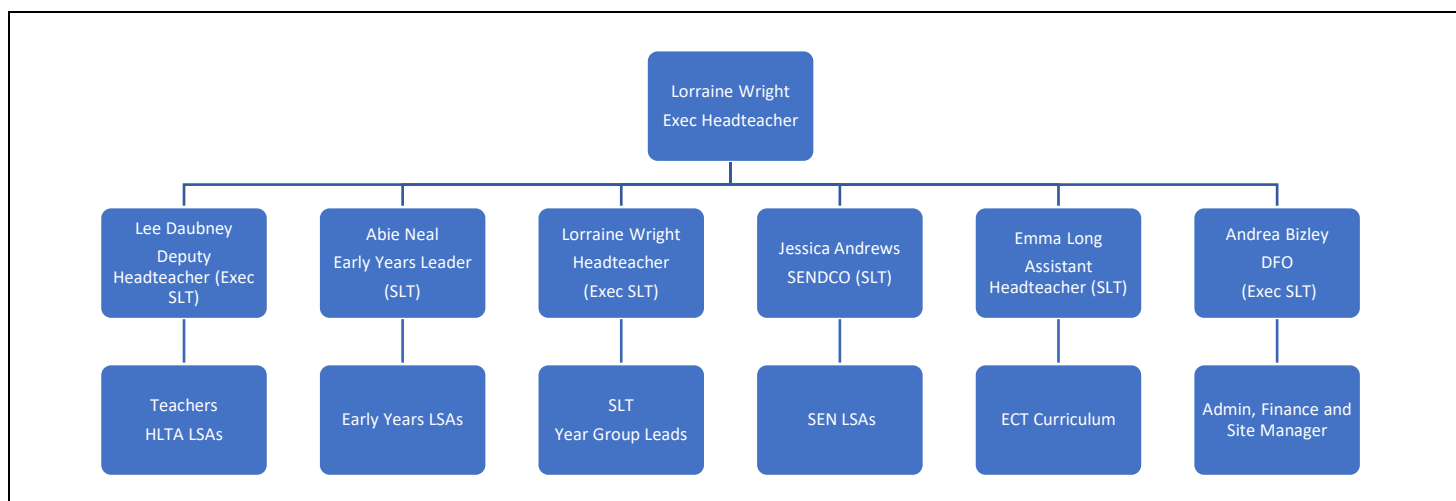 Lorraine Wright
Exec Headteacher
Lee Daubney
Deputy
Headteacher (Exec
SLT)
Abie Neal
Early Years Leader
(SLT)
Lorraine Wright
Headteacher
(Exec SLT)
Jessica Andrews
SENDCO (SLT)
Emma Long
Assistant
Headteacher (SLT)
Andrea Bizley
DFO
(Exec SLT)
Teachers
HLTA LSAs
Early Years LSAs
SLT
Year Group Leads
SEN LSAs
ECT Curriculum
Admin, Finance and
Site Manager